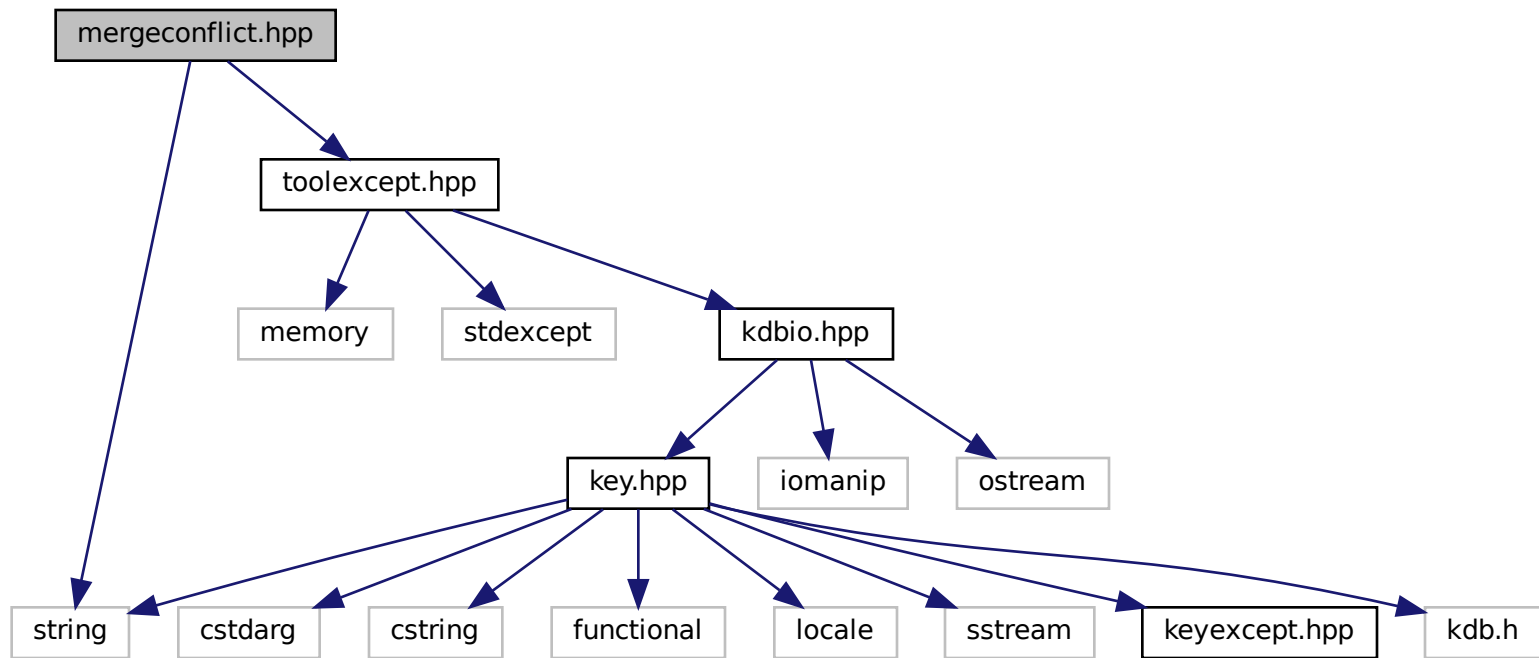 mergeconflict.hpp
toolexcept.hpp
memory
stdexcept
kdbio.hpp
key.hpp
iomanip
ostream
string
cstdarg
cstring
functional
locale
sstream
keyexcept.hpp
kdb.h